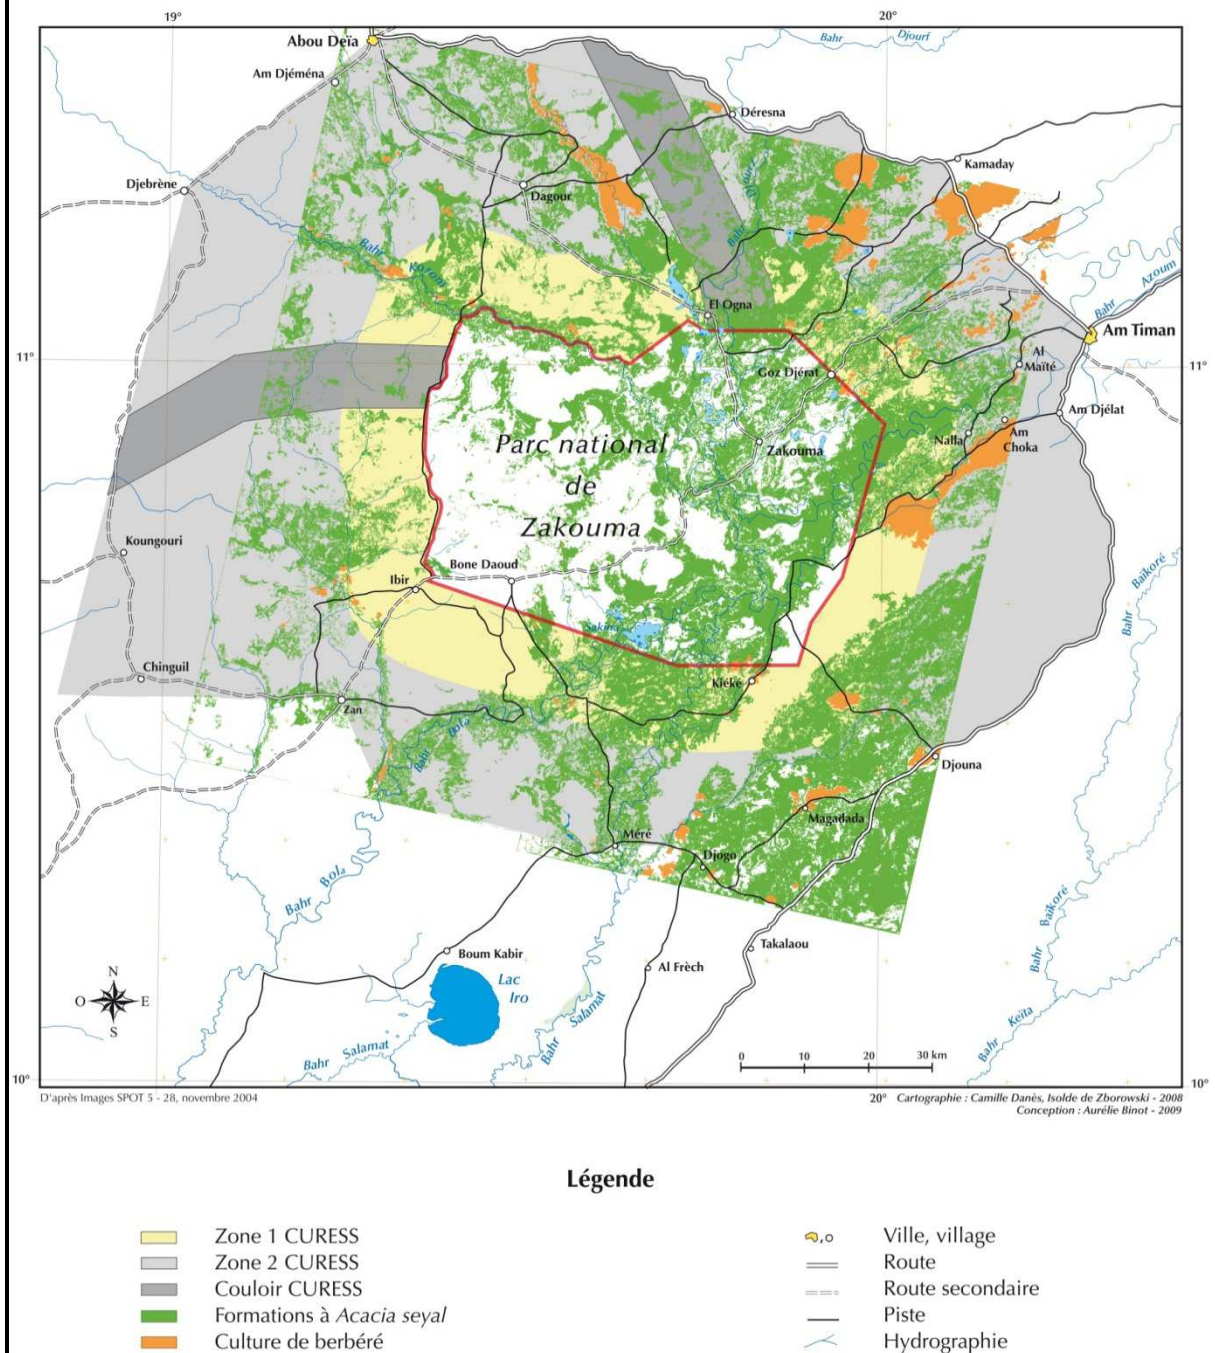 19°
20°
Abou Deïa
Bahr Djourf
Am Djéména
Déresna
Kamaday
Djebrène
Dagour
Bahr Korom
Bahr
El Ogna
Bahr Azoum
Am Timan
11°
11°
Al Maïté
Goz Djérat
Am Djélat
Am Choka
Nalla
Zakouma
Parc national
de
Zakouma
Koungouri
Bone Daoud
Ibir
Bahr Baïkoré
Sakina
Chinguil
Kiéké
Zan
Bahr Bola
Djouna
Magadada
Méré
Djogo
Bahr Bola
Bahr Baïkoré
Takalaou
Boum Kabir
Al Frèch
Lac Iro
N
O E
S
Bahr Salamat
Bahr Salamat
Bahr Keïta
0 10 20 30 km
10°
10°
D'après Images SPOT 5 - 28, novembre 2004
20°
Cartographie : Camille Danès, Isolde de Zborowski - 2008
Conception : Aurélie Binot - 2009
Légende
Zone 1 CURESS
Zone 2 CURESS
Couloir CURESS
Formations à Acacia seyal
Culture de berbéré
Ville, village
Route
Route secondaire
Piste
Hydrographie